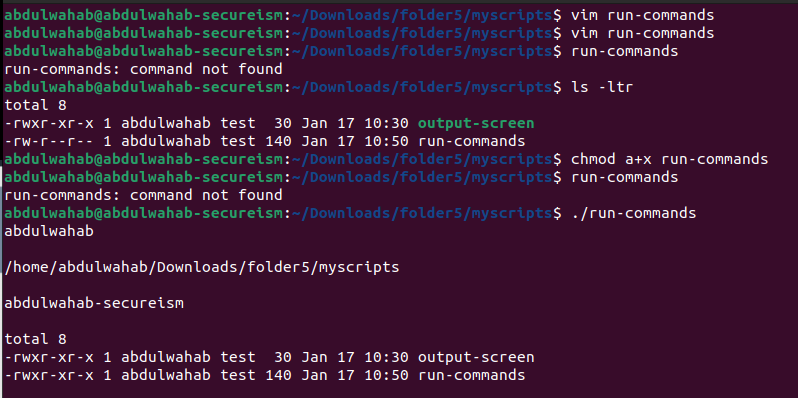 abdulwahab@abdulwahab-secureism:~/Downloads/folder5/myscripts$ vim run-commands
abdulwahab@abdulwahab-secureism:~/Downloads/folder5/myscripts$ vim run-commands
abdulwahab@abdulwahab-secureism:~/Downloads/folder5/myscripts$ run-commands
run-commands: command not found
abdulwahab@abdulwahab-secureism:~/Downloads/folder5/myscripts$ ls -ltr
total 8
-rwxr-xr-x 1 abdulwahab test  30 Jan 17 10:30 output-screen
-rw-r--r-- 1 abdulwahab test 140 Jan 17 10:50 run-commands
abdulwahab@abdulwahab-secureism:~/Downloads/folder5/myscripts$ chmod a+x run-commands
abdulwahab@abdulwahab-secureism:~/Downloads/folder5/myscripts$ run-commands
run-commands: command not found
abdulwahab@abdulwahab-secureism:~/Downloads/folder5/myscripts$ ./run-commands
abdulwahab
/home/abdulwahab/Downloads/folder5/myscripts
abdulwahab-secureism
total 8
-rwxr-xr-x 1 abdulwahab test  30 Jan 17 10:30 output-screen
-rwxr-xr-x 1 abdulwahab test 140 Jan 17 10:50 run-commands